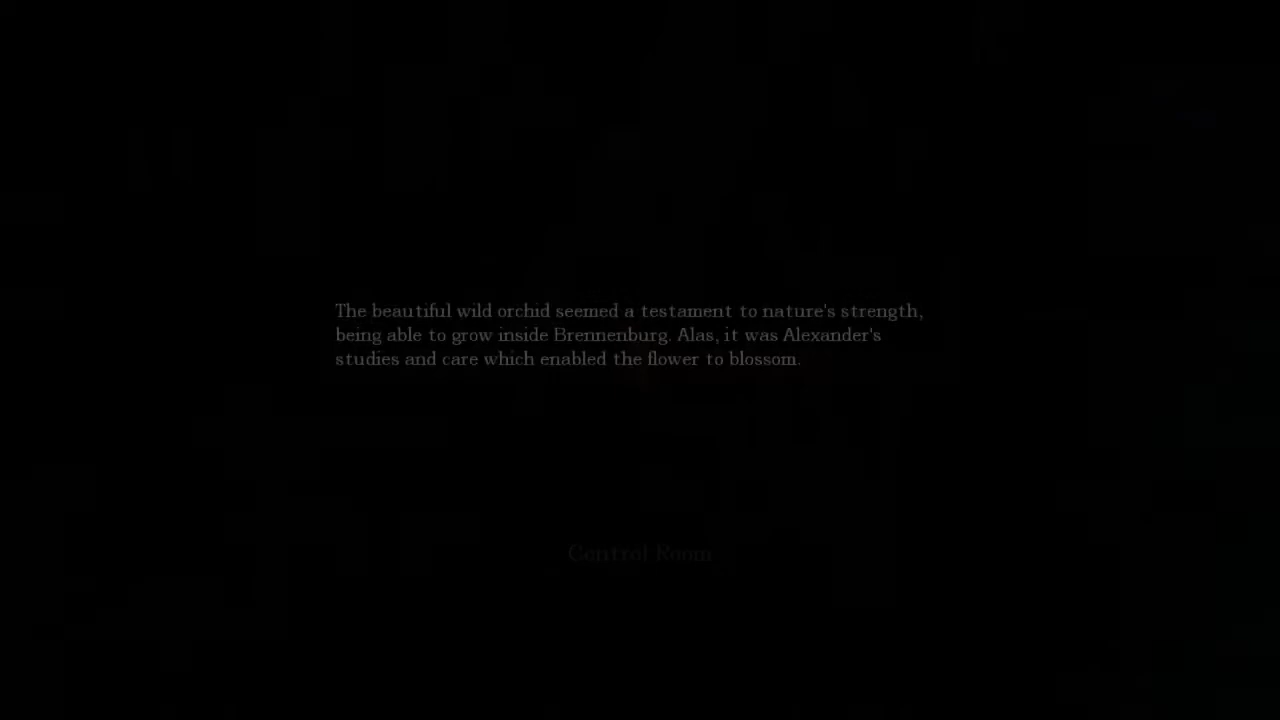 The beautiful wild orchid seemed a testament to nature's strength,
being able to grow inside Brennenburg. Alas, it was Alexander's
studies and care which enabled the flower to blossom.
Control Room